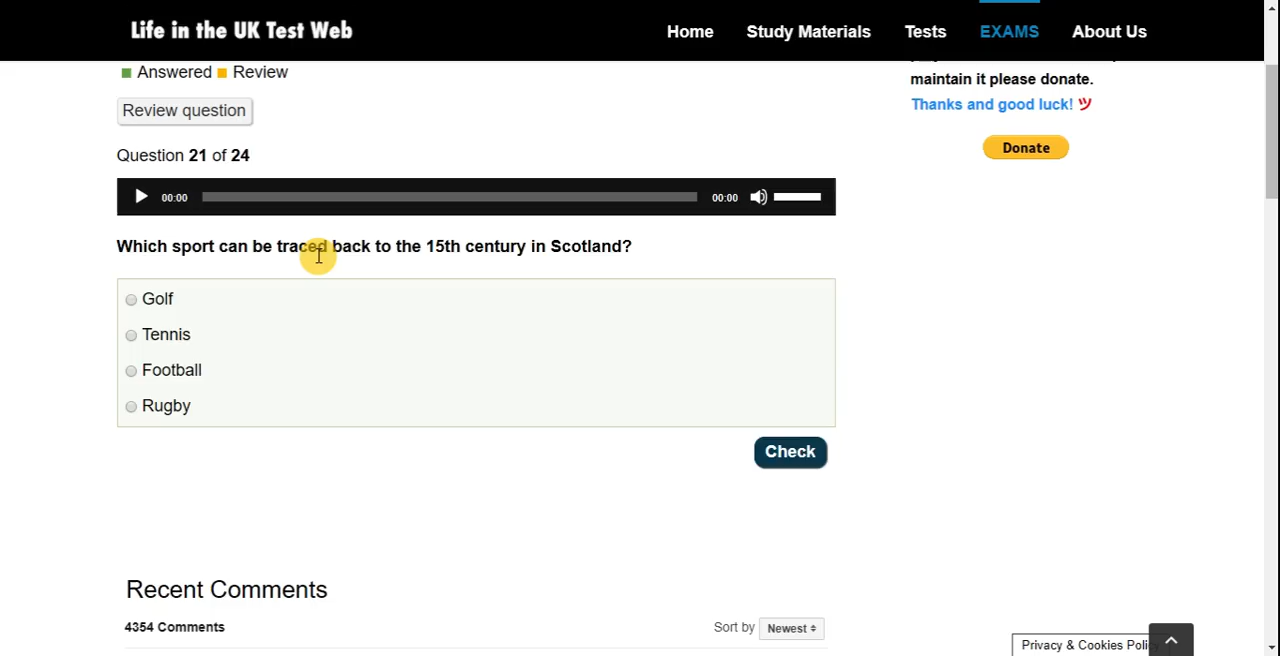 Life in the UK Test Web
Home Study Materials Tests EXAMS About Us
Answered Review
maintain it please donate.
Thanks and good luck! ツ
Review question
Donate
Question 21 of 24
00:00 00:00
Which sport can be traced back to the 15th century in Scotland?
Golf
Tennis
Football
Rugby
Check
Recent Comments
4354 Comments
Sort by Newest
Privacy & Cookies